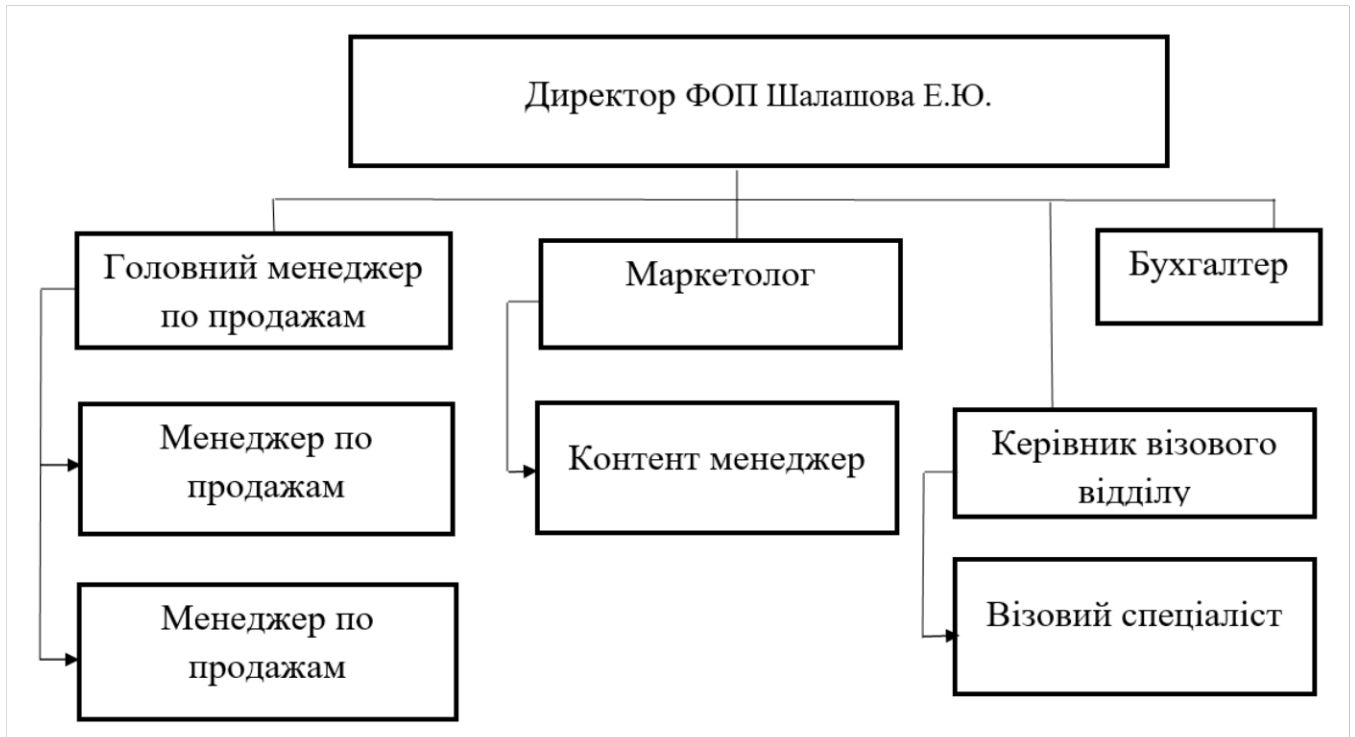 Директор ФОП Шалашова Е.Ю.
Головний менеджер
по продажам
Маркетолог
Бухгалтер
Менеджер по
продажам
Контент менеджер
Керівник візового
відділу
Менеджер по
продажам
Візовий спеціаліст